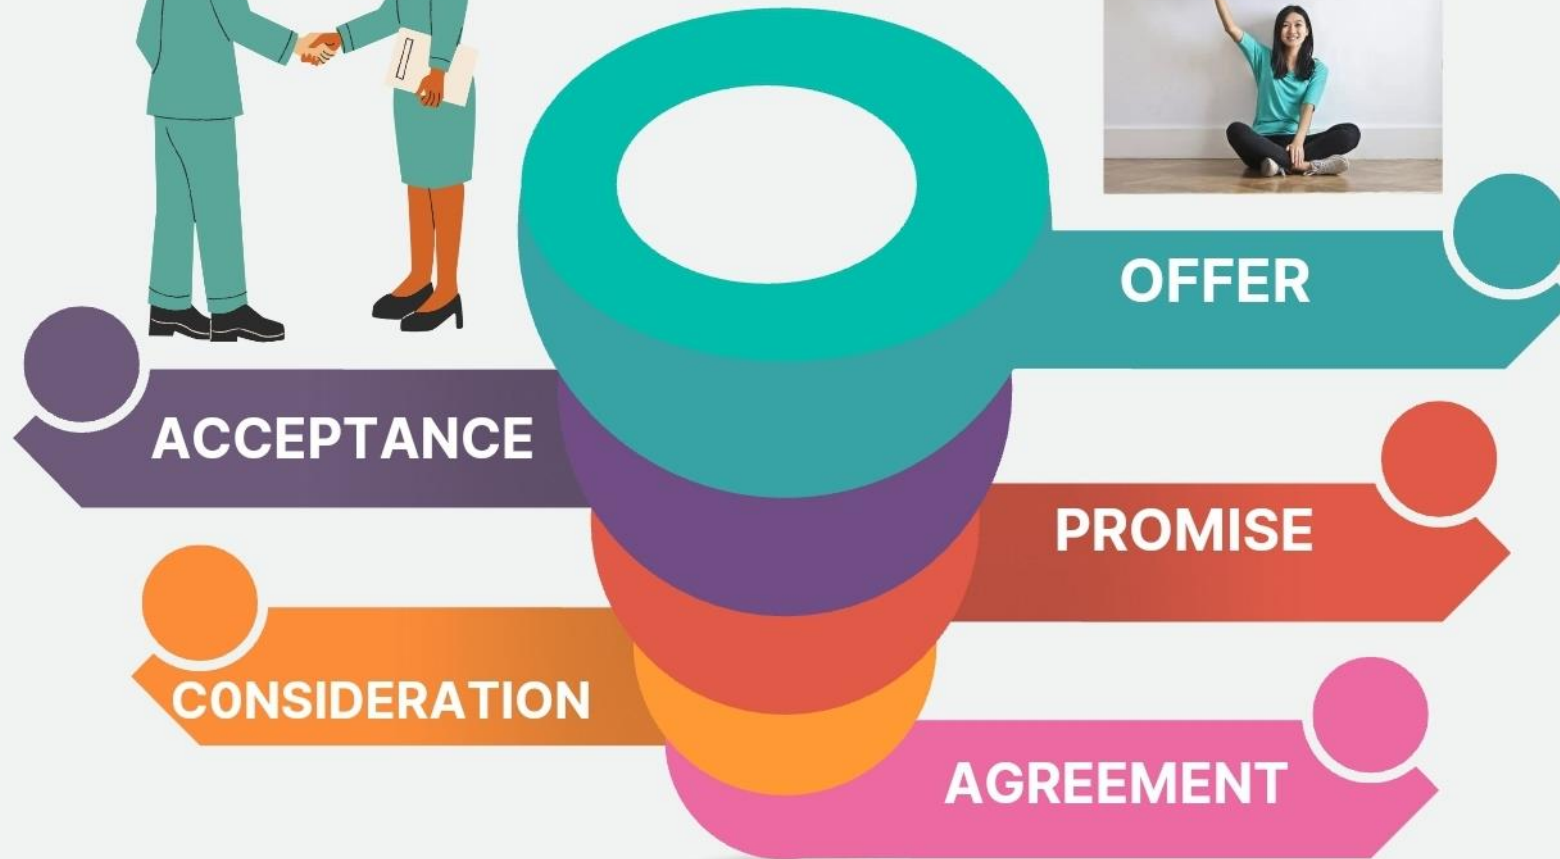 OFFER
ACCEPTANCE
PROMISE
C0NSIDERATION
AGREEMENT